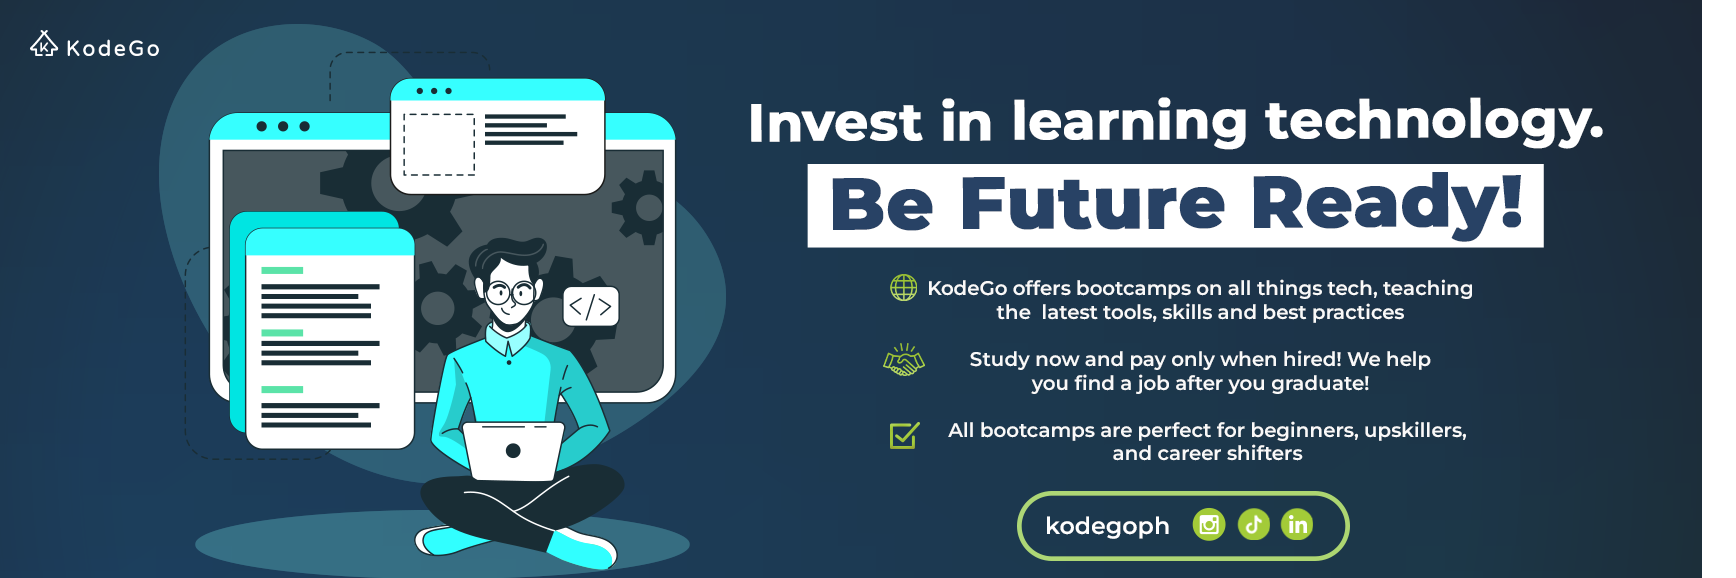 KodeGo
Invest in learning technology.
Be Future Ready!
</>
KodeGo offers bootcamps on all things tech, teaching
the latest tools, skills and best practices
Study now and pay only when hired! We help
you find a job after you graduate!
All bootcamps are perfect for beginners, upskillers,
and career shifters
kodegoph